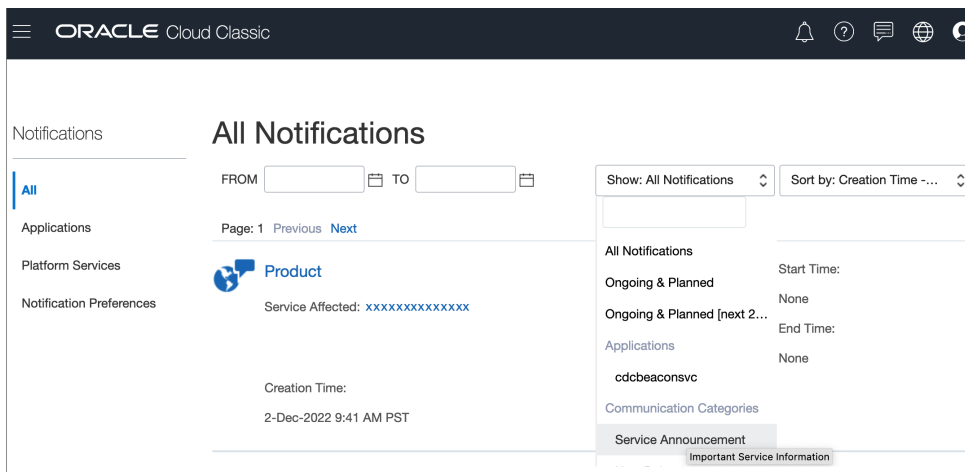 ORACLE Cloud Classic
Notifications
All
Applications
Platform Services
Notification Preferences
All Notifications
FROM TO
Show: All Notifications
Sort by: Creation Time -...
Page: 1 Previous Next
Product
Service Affected: xxxxxxxxxxxxxx
Creation Time:
2-Dec-2022 9:41 AM PST
All Notifications
Ongoing & Planned
Ongoing & Planned [next 2...
Applications
cdcbeaconsvc
Communication Categories
Service Announcement
Important Service Information
Start Time:
None
End Time:
None